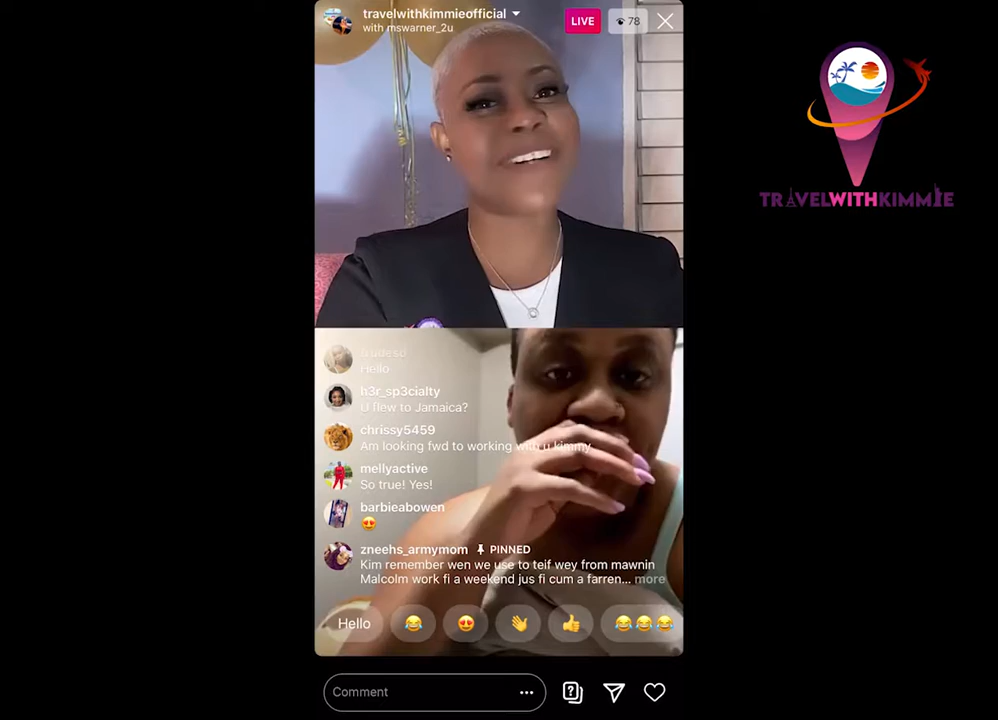 travelwithkimmieofficial
with mswarner_2u
LIVE
78
TRAVELWITHKIMMIE
trudesp
Hello
h3r_sp3cialty
U flew to Jamaica?
chrissy5459
Am looking fwd to working with u kimmy
mellyactive
So true! Yes!
barbieabowen
zneehs_armymom PINNED
Kim remember wen we use to teif wey from mawnin
Malcolm work fi a weekend jus fi cum a farren... more
Hello
Comment